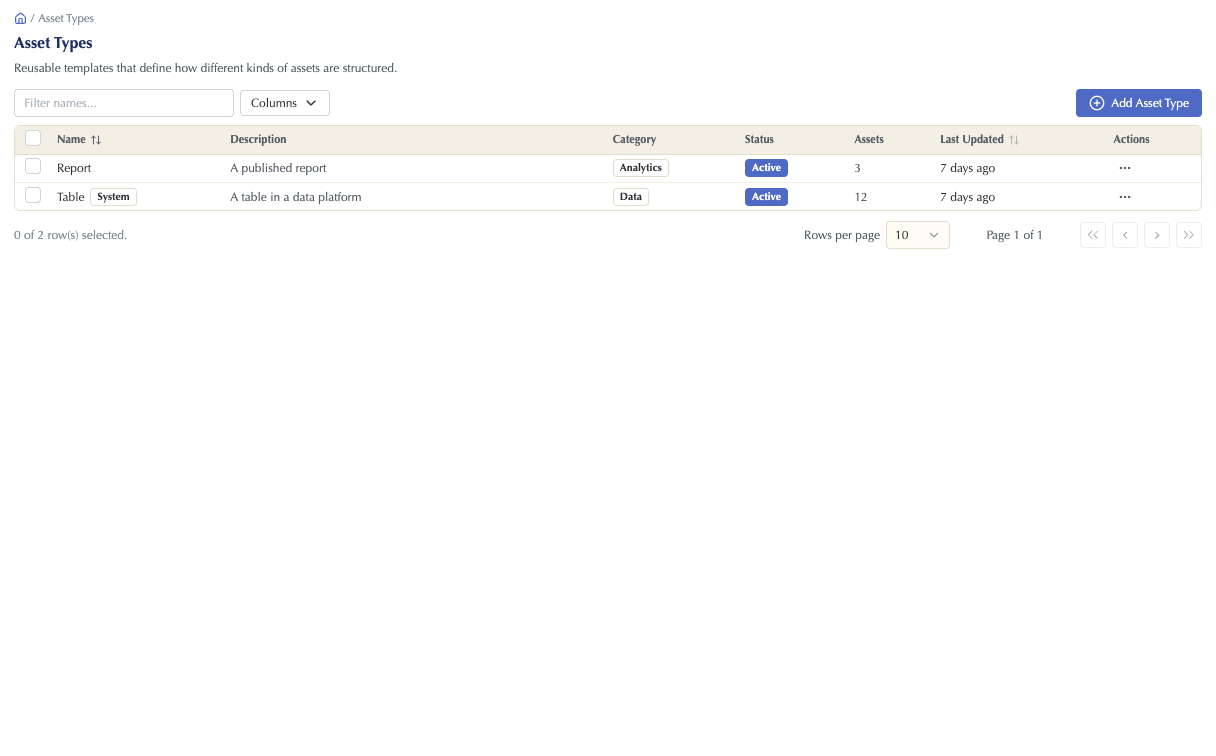 / Asset Types
Asset Types
Reusable templates that define how different kinds of assets are structured.
Filter names... Columns Add Asset Type
Name Description Category Status Assets Last Updated Actions
Report A published report Analytics Active 3 7 days ago ...
Table System A table in a data platform Data Active 12 7 days ago ...
0 of 2 row(s) selected. Rows per page 10 Page 1 of 1